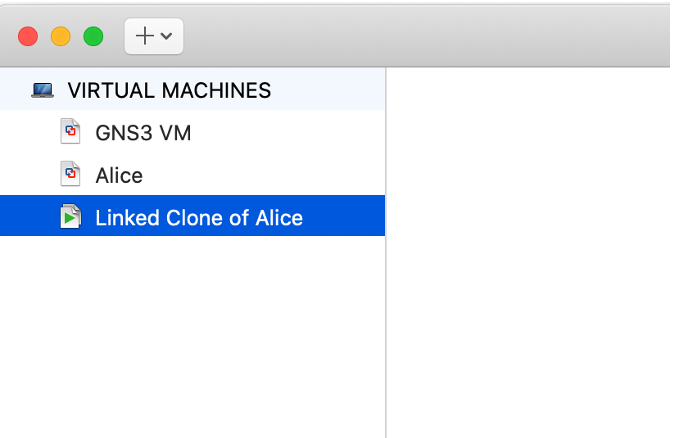 VIRTUAL MACHINES
GNS3 VM
Alice
Linked Clone of Alice